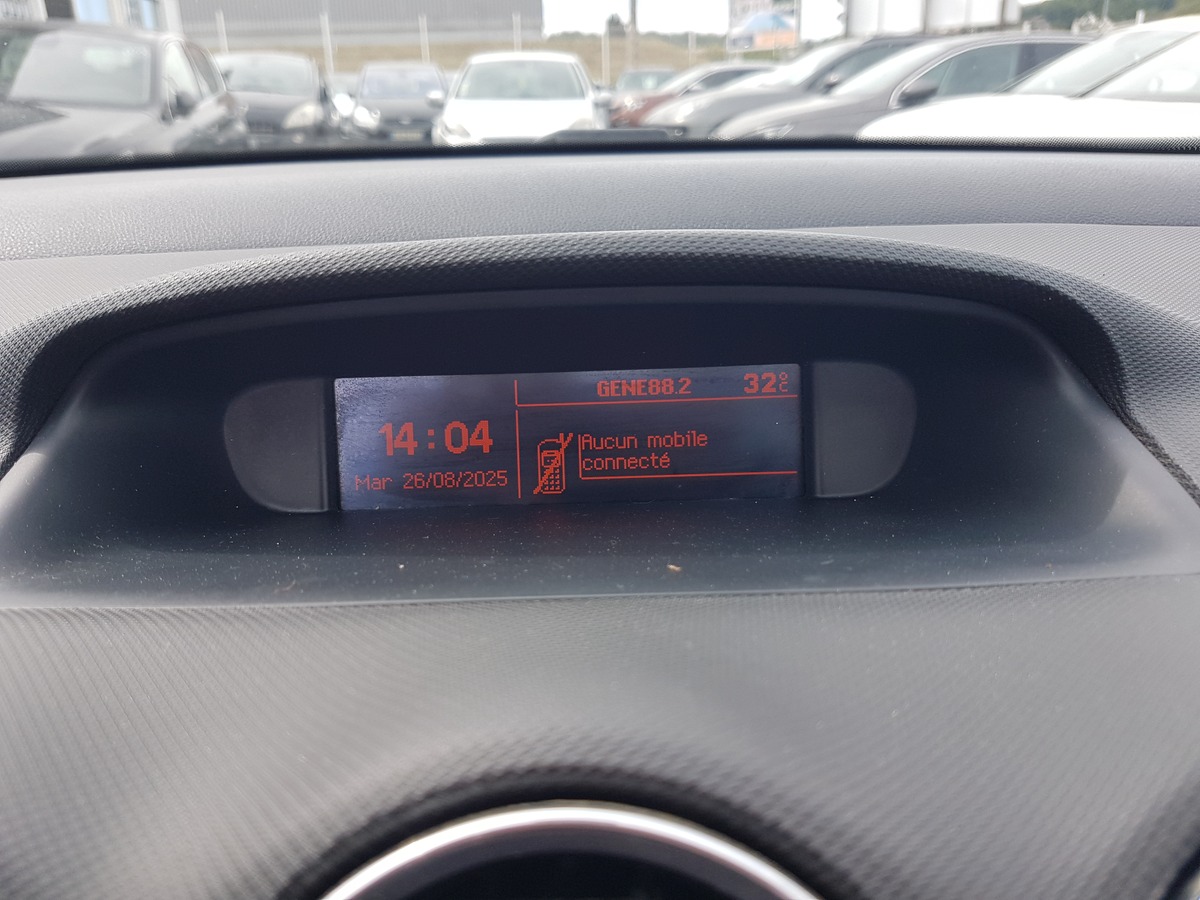 GENE88.2 32°C
14:04
Mar 26/08/2025
Aucun mobile
connecté